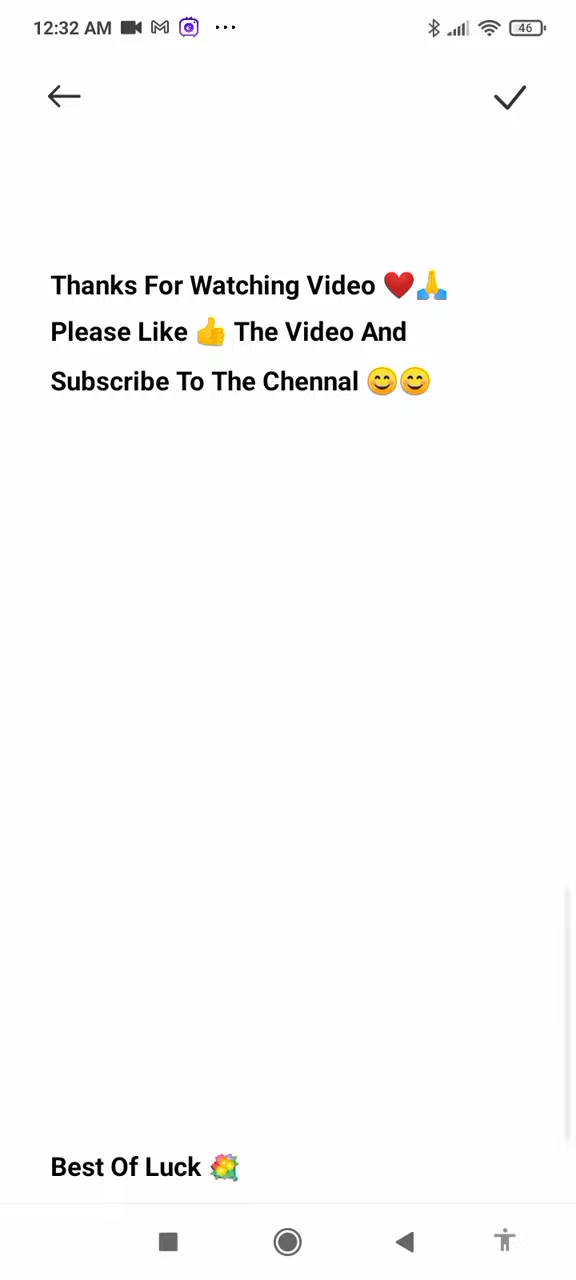 12:32 AM
46
Thanks For Watching Video ❤️🙏
Please Like 👍 The Video And
Subscribe To The Chennal 😊😊
Best Of Luck 💐